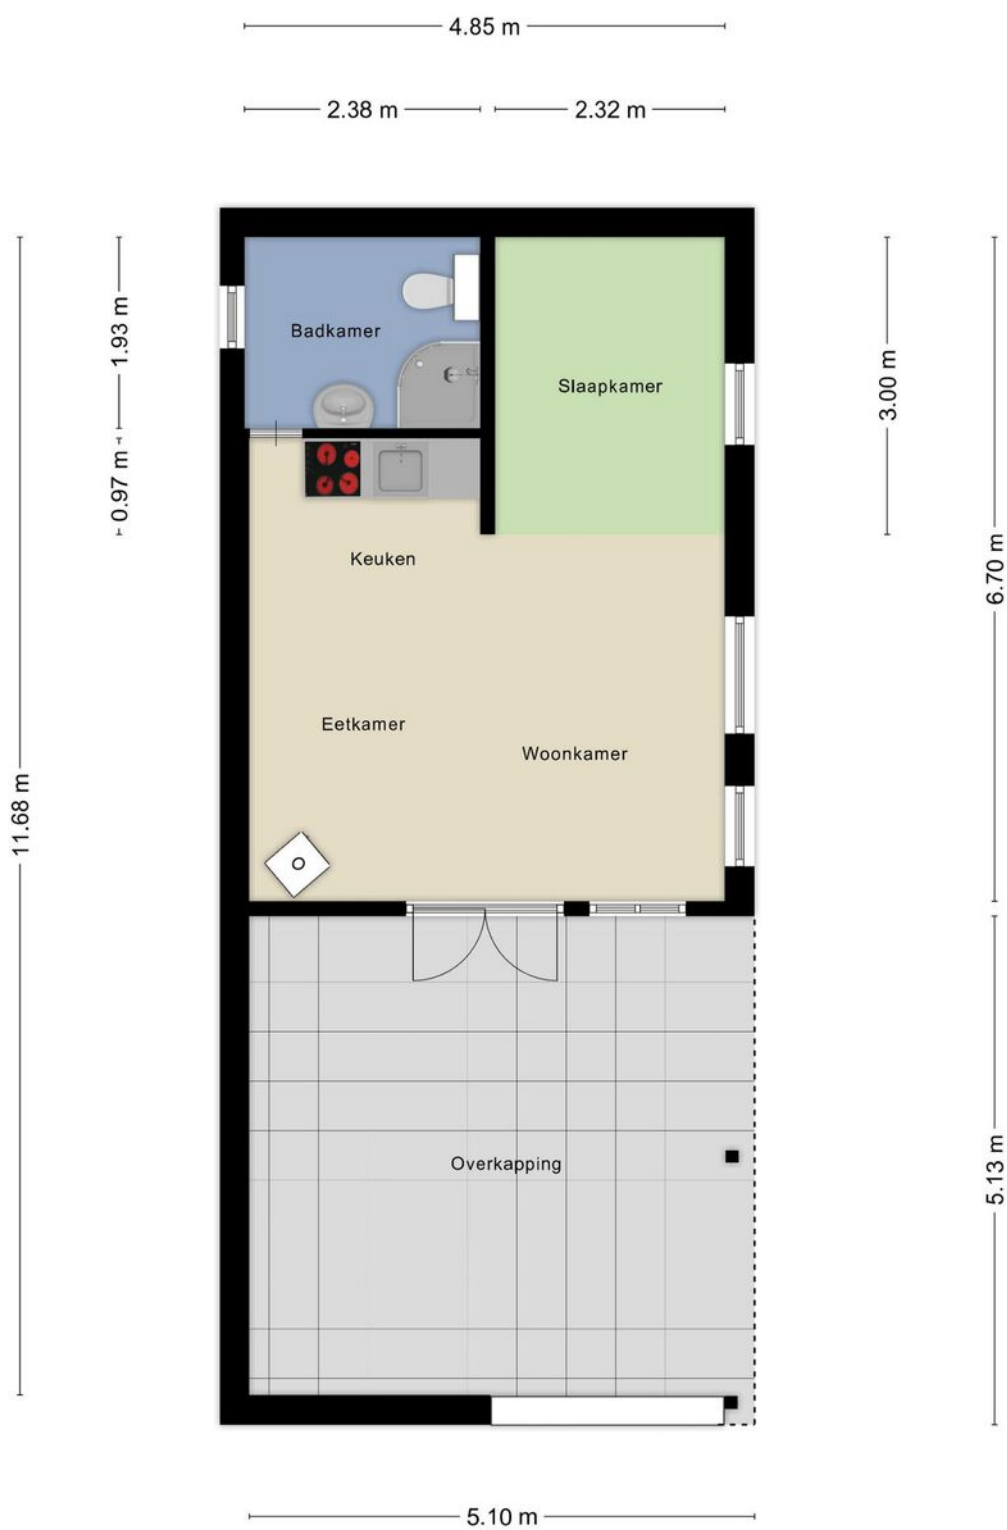 4.85 m
2.38 m
2.32 m
Badkamer
1.93 m
Slaapkamer
3.00 m
0.97 m
Keuken
6.70 m
Eetkamer
Woonkamer
11.68 m
Overkapping
5.13 m
5.10 m